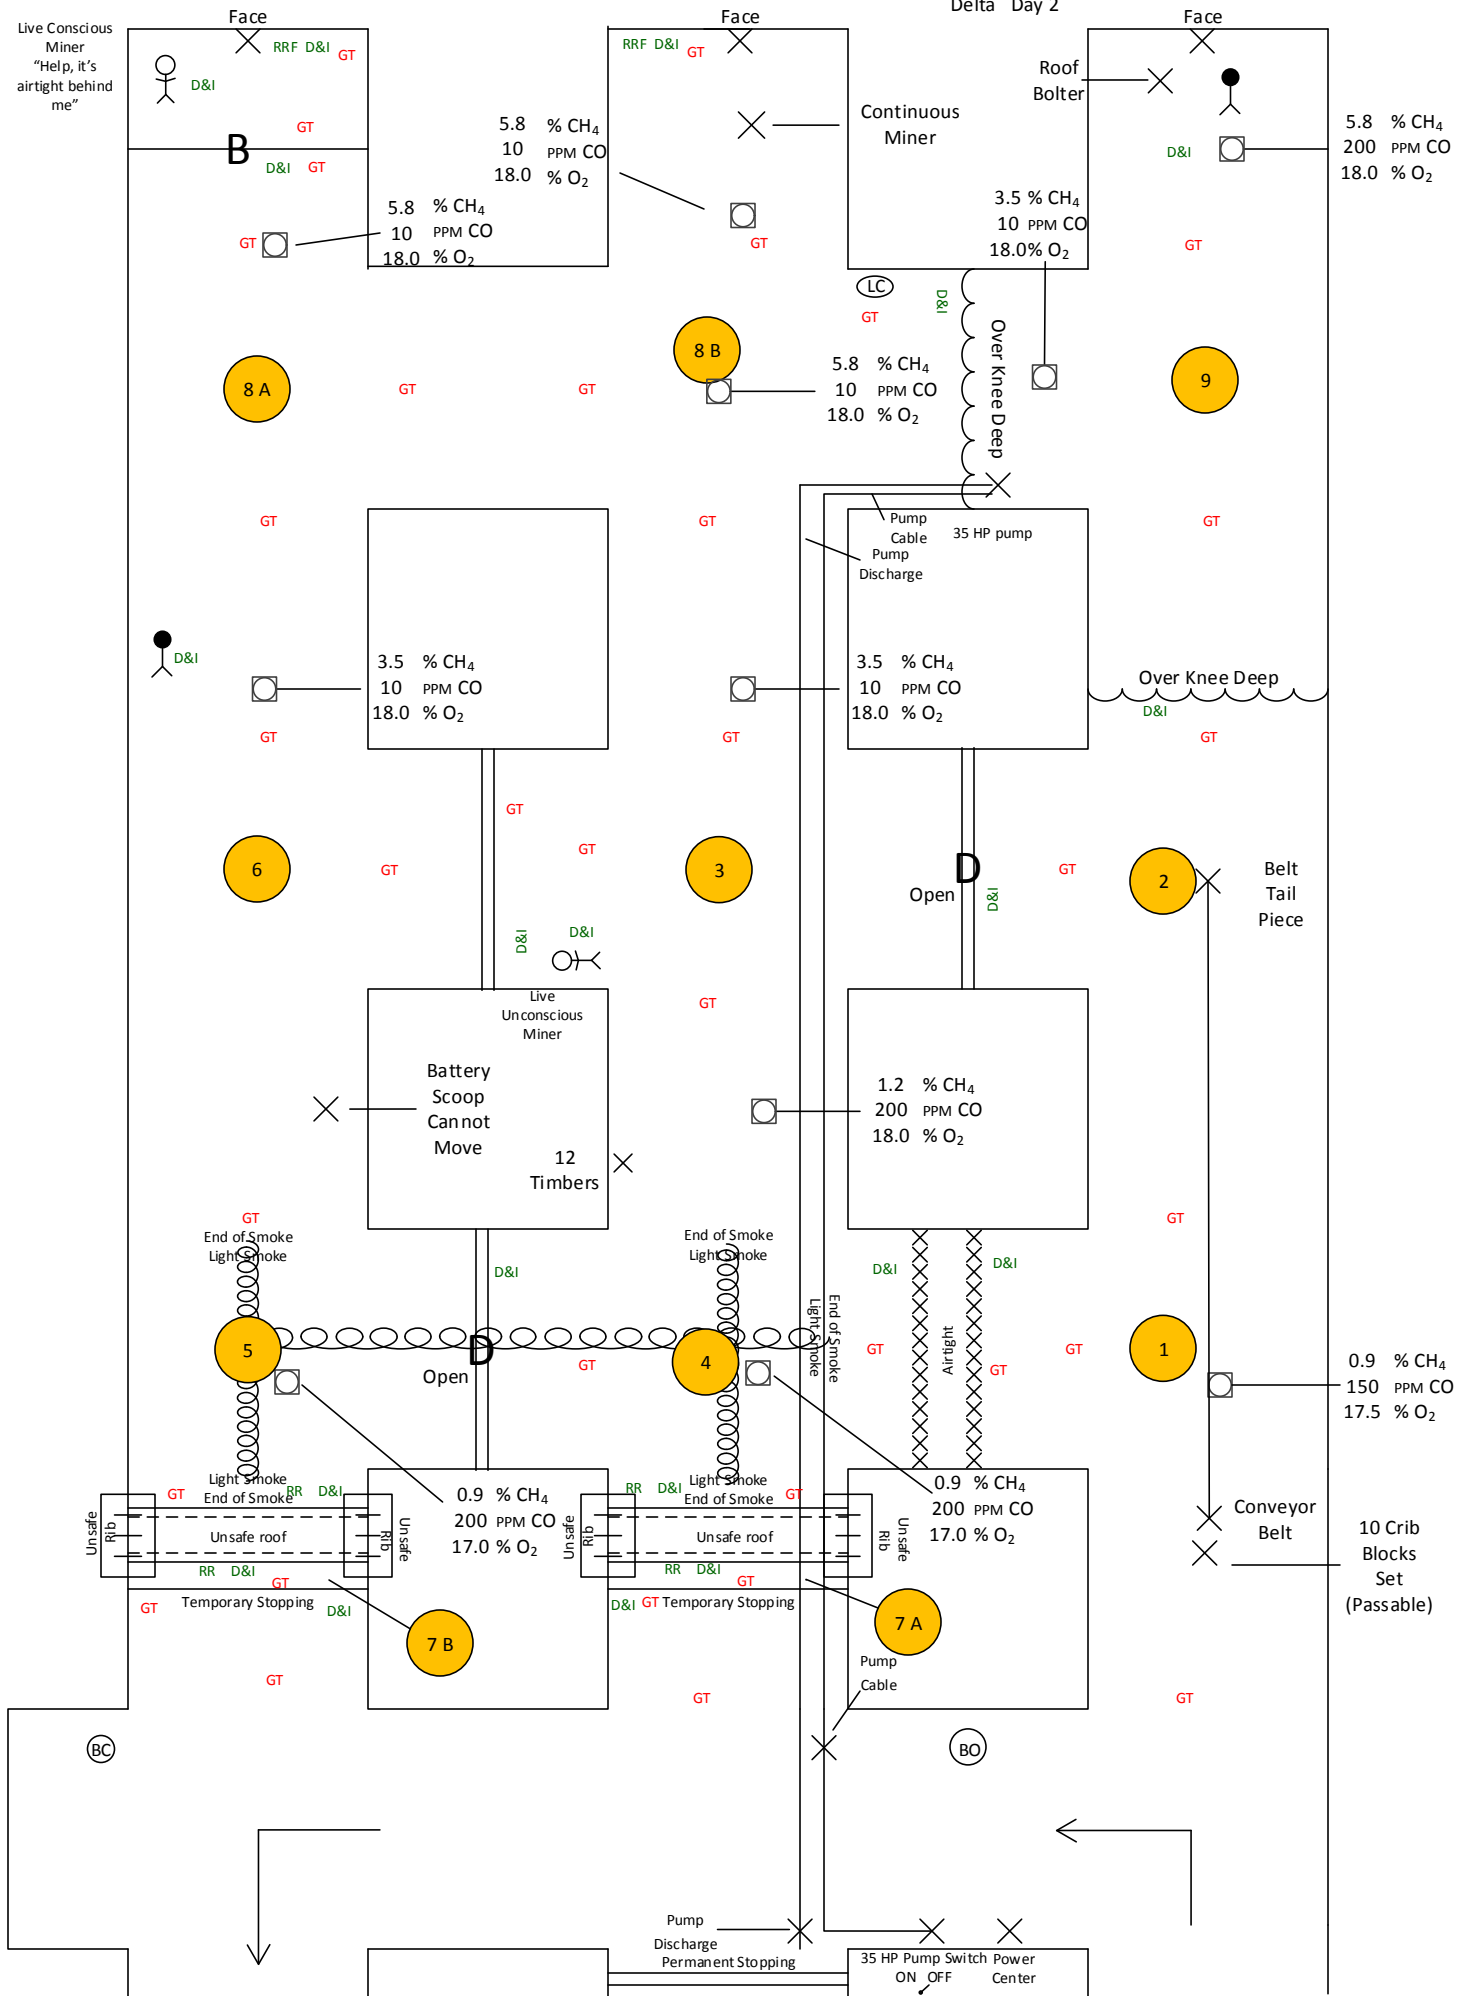 Delta Day 2
Face
Face
Face
Live Conscious
Miner
“Help, it’s
airtight behind
me”
RRF D&I
GT
D&I
GT
B
D&I
GT
GT
5.8 % CH4
10 PPM CO
18.0 % O2
RRF D&I
GT
5.8 % CH4
10 PPM CO
18.0 % O2
GT
Continuous
Miner
Roof
Bolter
D&I
5.8 % CH4
200 PPM CO
18.0 % O2
3.5 % CH4
10 PPM CO
18.0% O2
GT
LC
GT
D&I
Over Knee Deep
8 A
GT
GT
8 B
5.8 % CH4
10 PPM CO
18.0 % O2
9
GT
GT
GT
Pump
Cable
Pump
Discharge
35 HP pump
D&I
3.5 % CH4
10 PPM CO
18.0 % O2
3.5 % CH4
10 PPM CO
18.0 % O2
Over Knee Deep
D&I
GT
GT
GT
GT
GT
6
GT
3
D
Open
D&I
GT
2
Belt
Tail
Piece
D&I
D&I
Live
Unconscious
Miner
GT
Battery
Scoop
Cannot
Move
12
Timbers
1.2 % CH4
200 PPM CO
18.0 % O2
GT
End of Smoke
Light Smoke
End of Smoke
Light Smoke
GT
D&I
D&I
D&I
5
D
Open
GT
4
Light Smoke
End of Smoke
GT
Airtight
GT
GT
1
0.9 % CH4
150 PPM CO
17.5 % O2
Light Smoke
End of Smoke
GT
RR D&I
0.9 % CH4
200 PPM CO
17.0 % O2
RR D&I
Light Smoke
End of Smoke
GT
0.9 % CH4
200 PPM CO
17.0 % O2
Unsafe
Rib
Unsafe roof
Unsafe
Rib
Unsafe
Rib
Unsafe roof
Unsafe
Rib
Conveyor
Belt
10 Crib
Blocks
Set
(Passable)
RR D&I
GT
RR D&I
GT
GT
Temporary Stopping
D&I
D&I
GT
Temporary Stopping
7 B
7 A
Pump
Cable
GT
GT
GT
BC
BO
Pump
Discharge
Permanent Stopping
35 HP Pump Switch
ON OFF
Power
Center